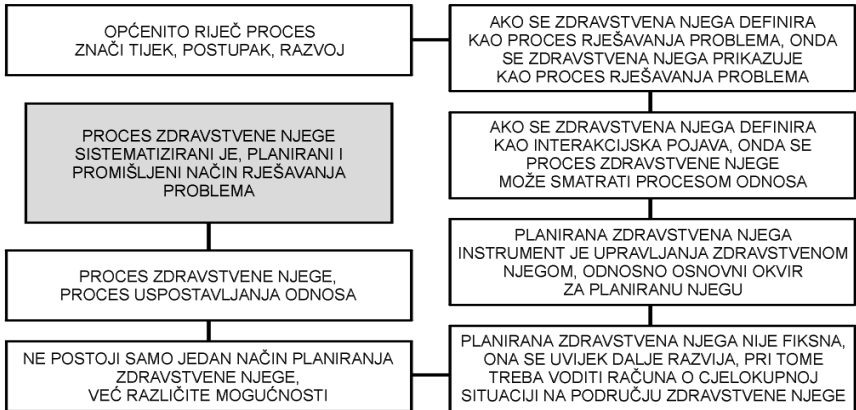 OPĆENITO RIJEČ PROCES
ZNAČI TIJEK, POSTUPAK, RAZVOJ
AKO SE ZDRAVSTVENA NJEGA DEFINIRA
KAO PROCES RJEŠAVANJA PROBLEMA, ONDA
SE ZDRAVSTVENA NJEGA PRIKAZUJE
KAO PROCES RJEŠAVANJA PROBLEMA
AKO SE ZDRAVSTVENA NJEGA DEFINIRA
KAO INTERAKCIJSKA POJAVA, ONDA SE
PROCES ZDRAVSTVENE NJEGE
MOŽE SMATRATI PROCESOM ODNOSA
PLANIRANA ZDRAVSTVENA NJEGA
INSTRUMENT JE UPRAVLJANJA ZDRAVSTVENOM
NJEGOM, ODNOSNO OSNOVNI OKVIR
ZA PLANIRANU NJEGU
PLANIRANA ZDRAVSTVENA NJEGA NIJE FIKSNA,
ONA SE UVIJEK DALJE RAZVIJA, PRI TOME
TREBA VODITI RAČUNA O CJELOKUPNOJ
SITUACIJI NA PODRUČJU ZDRAVSTVENE NJEGE
NE POSTOJI SAMO JEDAN NAČIN PLANIRANJA
ZDRAVSTVENE NJEGE,
VEĆ RAZLIČITE MOGUĆNOSTI
PROCES ZDRAVSTVENE NJEGE,
PROCES USPOSTAVLJANJA ODNOSA
PROCES ZDRAVSTVENE NJEGE
SISTEMATIZIRANI JE, PLANIRANI I
PROMIŠLJENI NAČIN RJEŠAVANJA
PROBLEMA